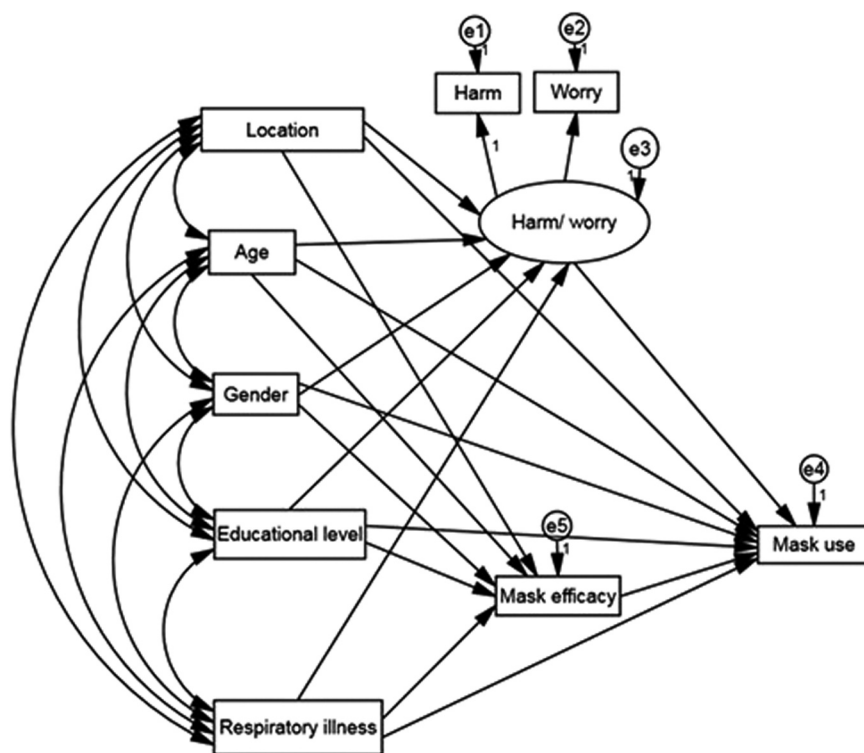 e1
1
e2
1
Harm
Worry
Location
1
e3
1
Harm/ worry
Age
Gender
e4
1
Educational level
e5
1
Mask use
Mask efficacy
Respiratory illness